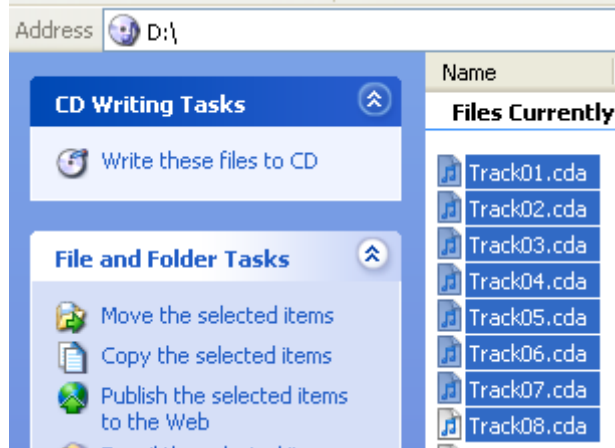 Address D:\
Name
CD Writing Tasks
Files Currently
Write these files to CD
Track01.cda
Track02.cda
Track03.cda
File and Folder Tasks
Track04.cda
Move the selected items
Track05.cda
Copy the selected items
Track06.cda
Publish the selected items
to the Web
Track07.cda
Track08.cda